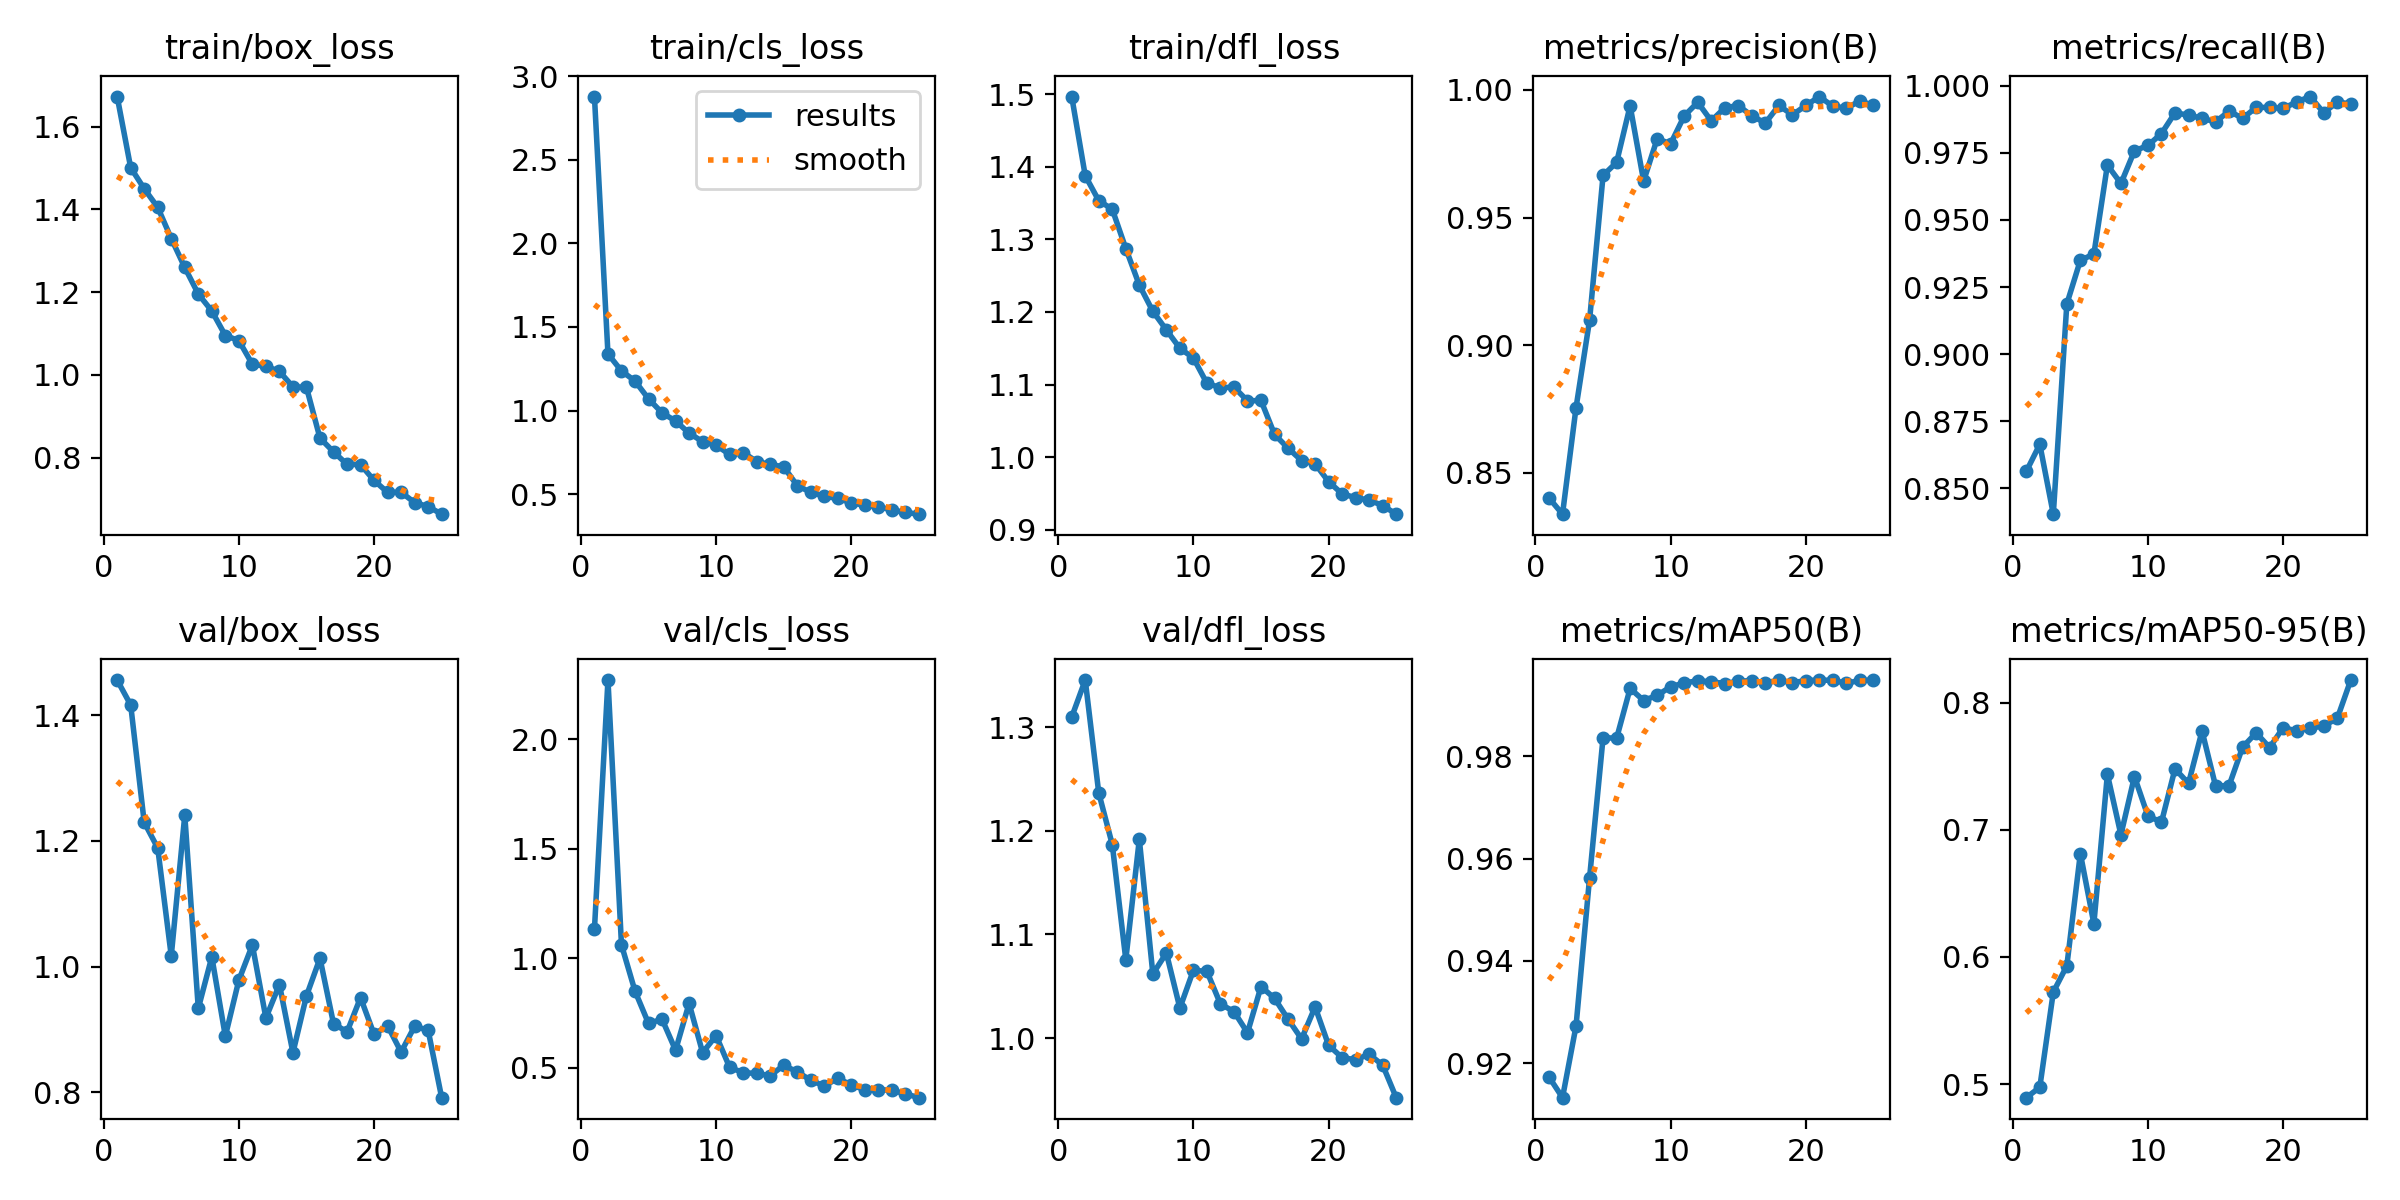 train/box_loss
1.6
1.4
1.2
1.0
0.8
0 10 20
train/cls_loss
3.0
2.5
2.0
1.5
1.0
0.5
0 10 20
results
smooth
train/dfl_loss
1.5
1.4
1.3
1.2
1.1
1.0
0.9
0 10 20
metrics/precision(B)
1.00
0.95
0.90
0.85
0 10 20
metrics/recall(B)
1.000
0.975
0.950
0.925
0.900
0.875
0.850
0 10 20
val/box_loss
1.4
1.2
1.0
0.8
0 10 20
val/cls_loss
2.0
1.5
1.0
0.5
0 10 20
val/dfl_loss
1.3
1.2
1.1
1.0
0 10 20
metrics/mAP50(B)
0.98
0.96
0.94
0.92
0 10 20
metrics/mAP50-95(B)
0.8
0.7
0.6
0.5
0 10 20